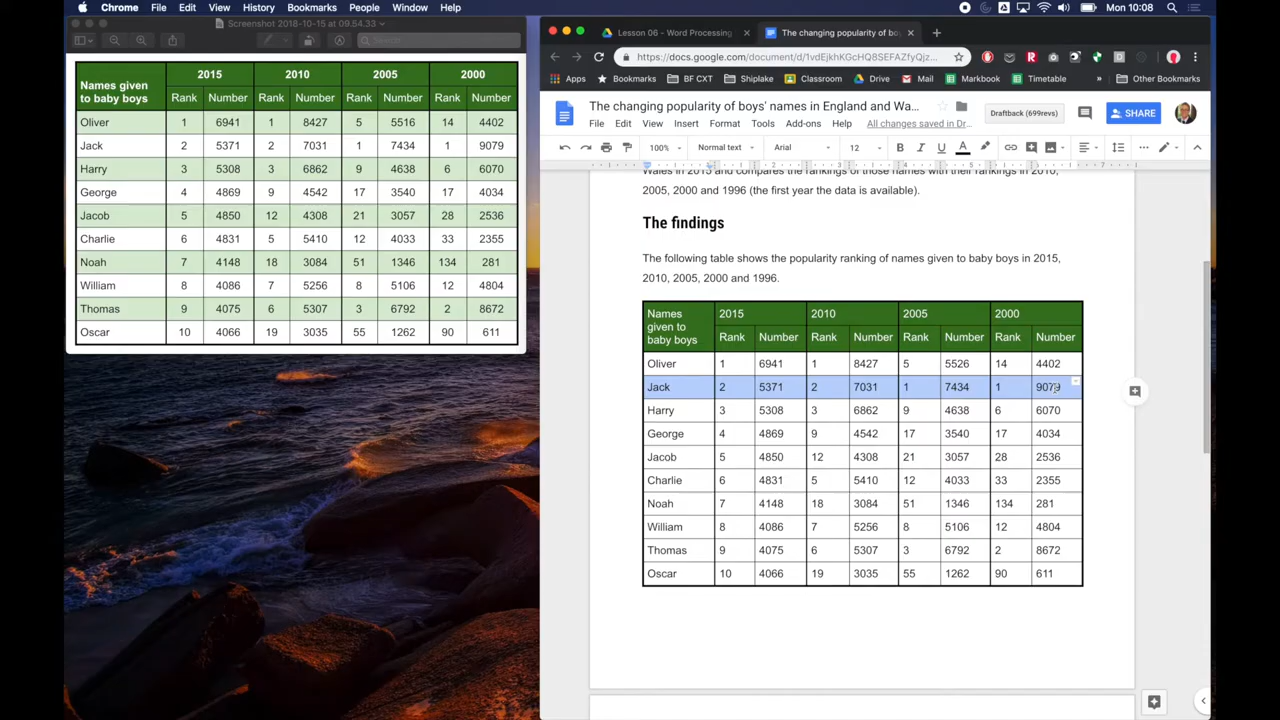 Chrome File Edit View History Bookmarks People Window Help Mon 10:08
Screenshot 2018-10-15 at 09.54.33
Search
Names given to baby boys 2015 2010 2005 2000
Rank Number Rank Number Rank Number Rank Number
Oliver 1 6941 1 8427 5 5516 14 4402
Jack 2 5371 2 7031 1 7434 1 9079
Harry 3 5308 3 6862 9 4638 6 6070
George 4 4869 9 4542 17 3540 17 4034
Jacob 5 4850 12 4308 21 3057 28 2536
Charlie 6 4831 5 5410 12 4033 33 2355
Noah 7 4148 18 3084 51 1346 134 281
William 8 4086 7 5256 8 5106 12 4804
Thomas 9 4075 6 5307 3 6792 2 8672
Oscar 10 4066 19 3035 55 1262 90 611
Lesson 06 - Word Processing The changing popularity of bo
https://docs.google.com/document/d/1vdEjkhKGcHQ8SEFAZfyQjz...
Apps Bookmarks BF CXT Shiplake Classroom Drive Mail Markbook Timetable » Other Bookmarks
The changing popularity of boys' names in England and Wa...
File Edit View Insert Format Tools Add-ons Help All changes saved in Dr...
Draftback (699revs)
SHARE
100% Normal text Arial 12
Wales in 2015 and compares the rankings of those names with their rankings in 2010,
2005, 2000 and 1996 (the first year the data is available).
The findings
The following table shows the popularity ranking of names given to baby boys in 2015,
2010, 2005, 2000 and 1996.
Names given to baby boys 2015 2010 2005 2000
Rank Number Rank Number Rank Number Rank Number
Oliver 1 6941 1 8427 5 5526 14 4402
Jack 2 5371 2 7031 1 7434 1 9079
Harry 3 5308 3 6862 9 4638 6 6070
George 4 4869 9 4542 17 3540 17 4034
Jacob 5 4850 12 4308 21 3057 28 2536
Charlie 6 4831 5 5410 12 4033 33 2355
Noah 7 4148 18 3084 51 1346 134 281
William 8 4086 7 5256 8 5106 12 4804
Thomas 9 4075 6 5307 3 6792 2 8672
Oscar 10 4066 19 3035 55 1262 90 611